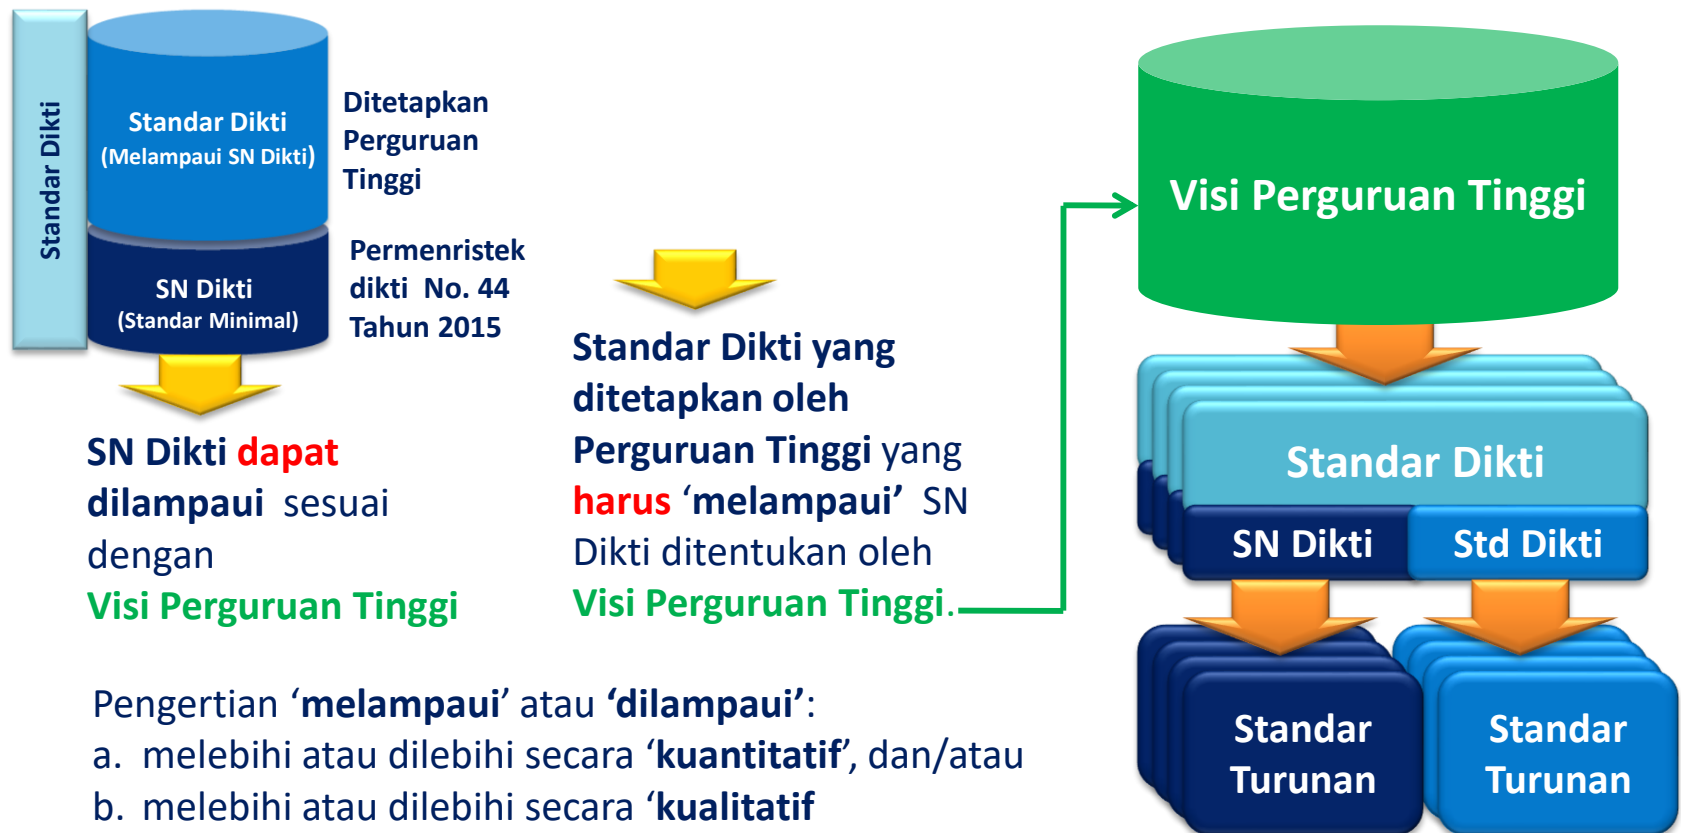 Standar Dikti
Standar Dikti
(Melampaui SN Dikti)
Ditetapkan
Perguruan
Tinggi
SN Dikti
(Standar Minimal)
Permenristek
dikti No. 44
Tahun 2015
SN Dikti dapat
dilampaui sesuai
dengan
Visi Perguruan Tinggi
Standar Dikti yang
ditetapkan oleh
Perguruan Tinggi yang
harus ‘melampaui’ SN
Dikti ditentukan oleh
Visi Perguruan Tinggi.
Pengertian ‘melampaui’ atau ‘dilampaui’:
a. melebihi atau dilebihi secara ‘kuantitatif’, dan/atau
b. melebihi atau dilebihi secara ‘kualitatif
Visi Perguruan Tinggi
Standar Dikti
SN Dikti
Std Dikti
Standar
Turunan
Standar
Turunan